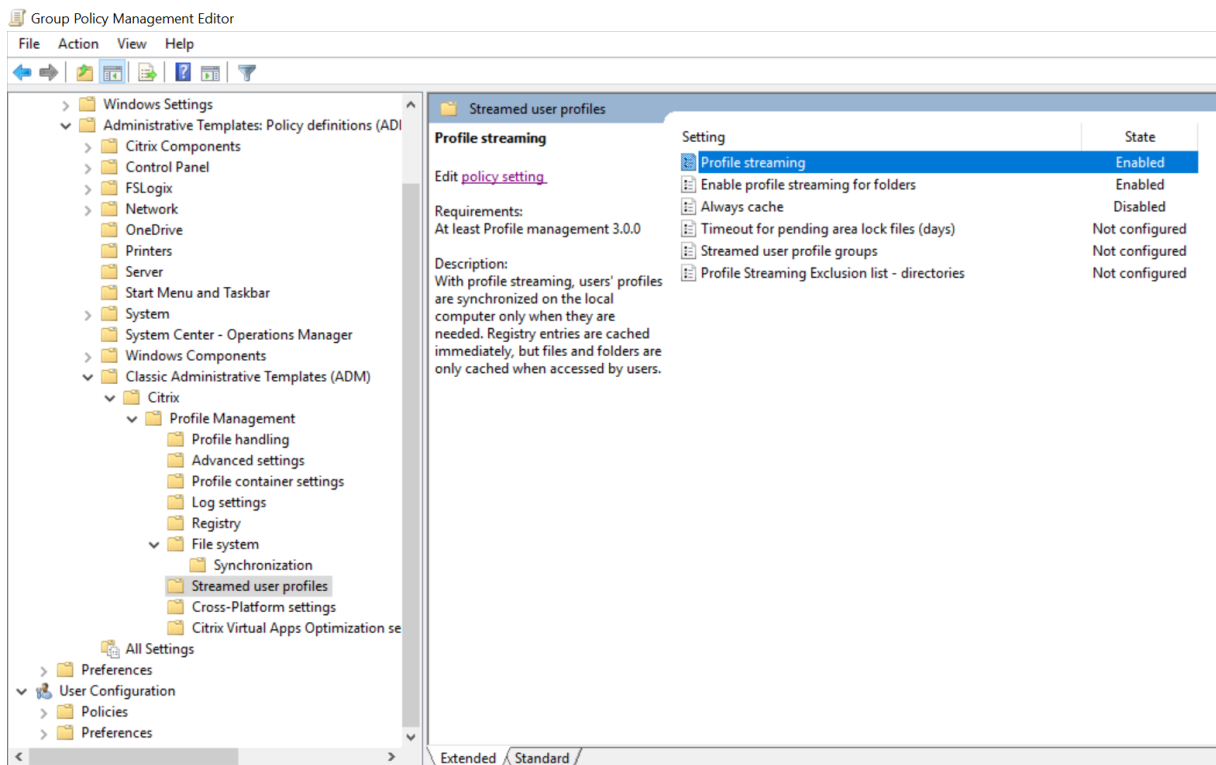 Group Policy Management Editor
File Action View Help
Windows Settings
Administrative Templates: Policy definitions (ADI
Citrix Components
Control Panel
FSLogix
Network
OneDrive
Printers
Server
Start Menu and Taskbar
System
System Center - Operations Manager
Windows Components
Classic Administrative Templates (ADM)
Citrix
Profile Management
Profile handling
Advanced settings
Profile container settings
Log settings
Registry
File system
Synchronization
Streamed user profiles
Cross-Platform settings
Citrix Virtual Apps Optimization se
All Settings
Preferences
User Configuration
Policies
Preferences
Streamed user profiles
Profile streaming
Edit policy setting
Requirements:
At least Profile management 3.0.0
Description:
With profile streaming, users' profiles
are synchronized on the local
computer only when they are
needed. Registry entries are cached
immediately, but files and folders are
only cached when accessed by users.
Setting State
Profile streaming Enabled
Enable profile streaming for folders Enabled
Always cache Disabled
Timeout for pending area lock files (days) Not configured
Streamed user profile groups Not configured
Profile Streaming Exclusion list - directories Not configured
Extended Standard